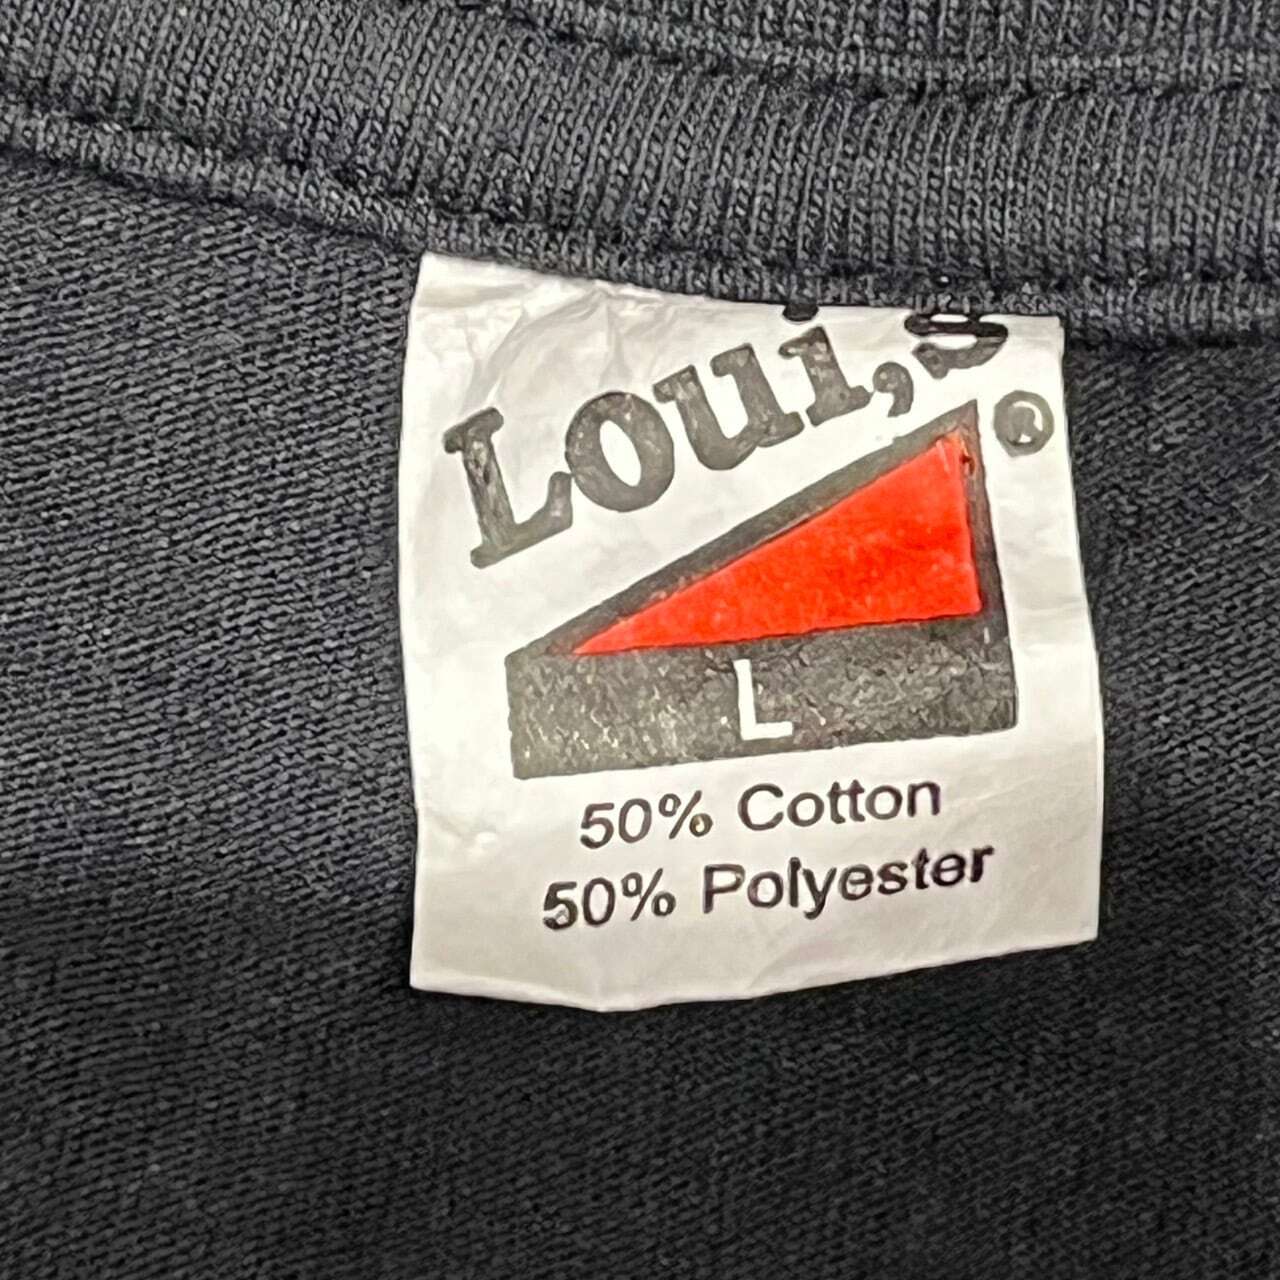 Loui,s ®
L
50% Cotton
50% Polyester